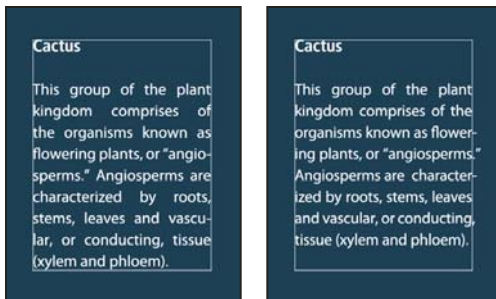 Cactus
This group of the plant
kingdom comprises of
the organisms known as
flowering plants, or “angio-
sperms.” Angiosperms are
characterized by roots,
stems, leaves and vascu-
lar, or conducting, tissue
(xylem and phloem).
Cactus
This group of the plant
kingdom comprises of the
organisms known as flower-
ing plants, or “angiosperms.”
Angiosperms are character-
ized by roots, stems, leaves
and vascular, or conducting,
tissue (xylem and phloem).